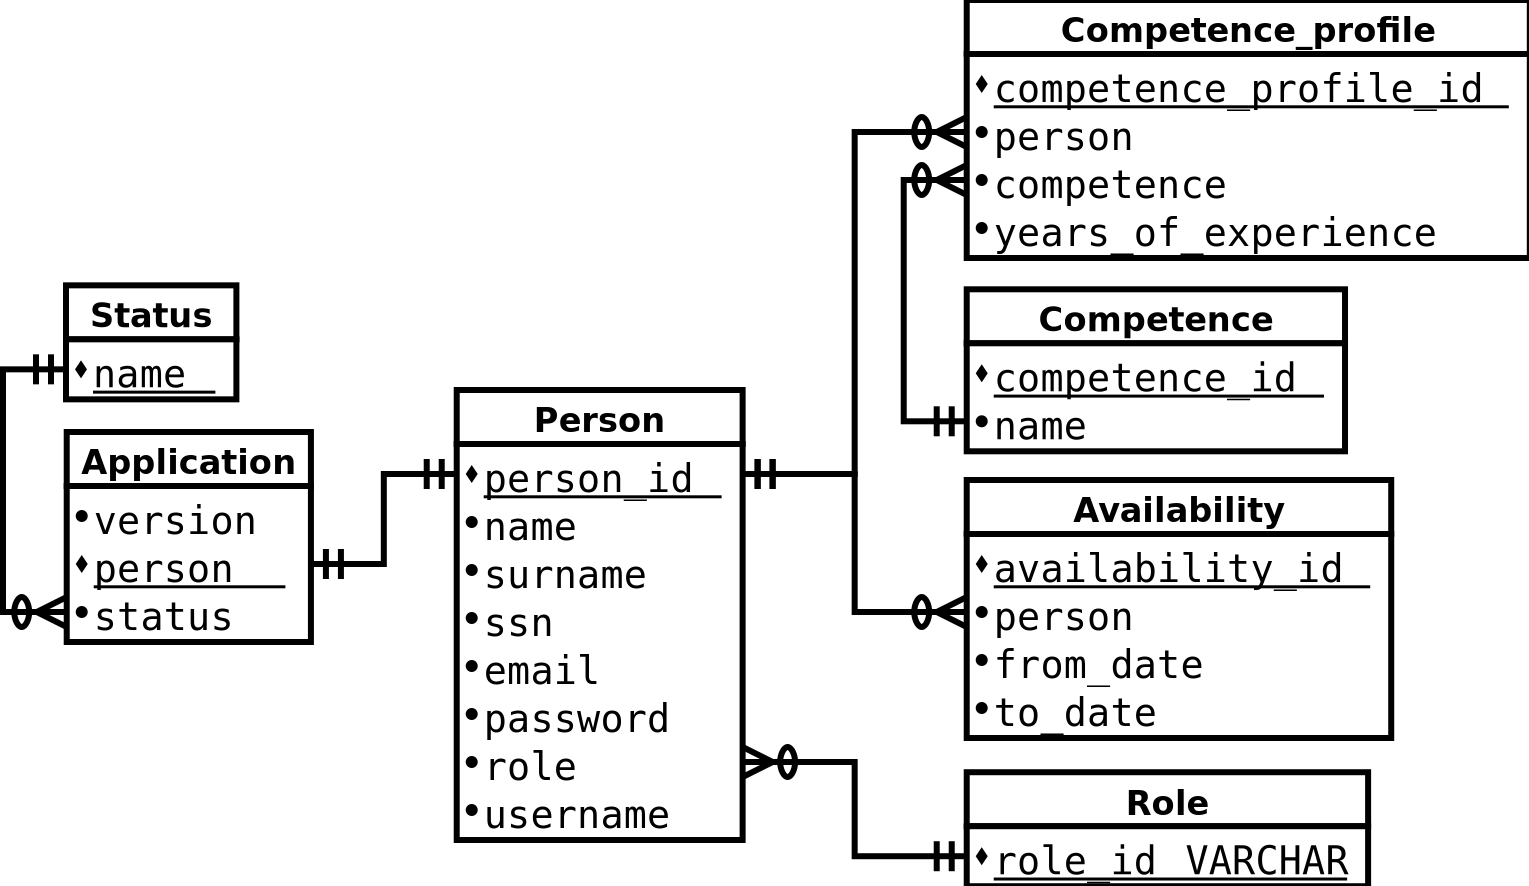 Competence_profile
competence_profile_id
person
competence
years_of_experience
Status
name
Application
version
person
status
Person
person_id
name
surname
ssn
email
password
role
username
Competence
competence_id
name
Availability
availability_id
person
from_date
to_date
Role
role_id VARCHAR